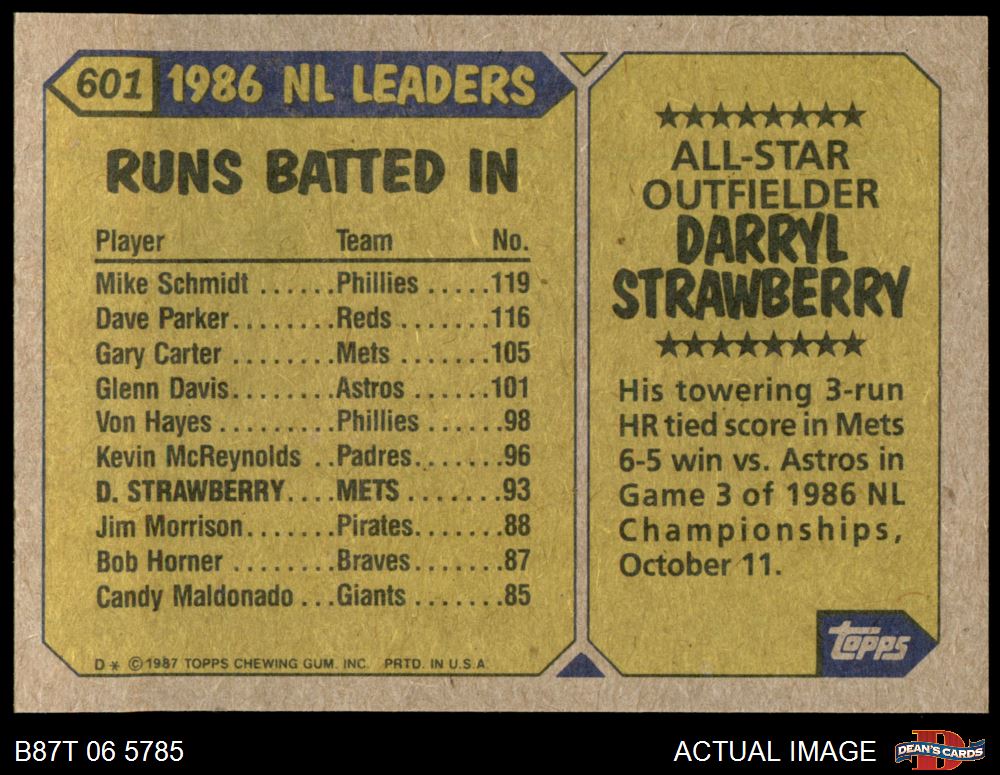 601 1986 NL LEADERS
RUNS BATTED IN
Player Team No.
Mike Schmidt ......Phillies .....119
Dave Parker........Reds .......116
Gary Carter ........Mets .......105
Glenn Davis........Astros ......101
Von Hayes .........Phillies ......98
Kevin McReynolds ..Padres.......96
D. STRAWBERRY....METS .......93
Jim Morrison.......Pirates.......88
Bob Horner ........Braves.......87
Candy Maldonado ...Giants .......85
D* ©1987 TOPPS CHEWING GUM. INC. PRTD. IN U.S.A.
★★★★★★★★
ALL-STAR
OUTFIELDER
DARRYL
STRAWBERRY
★★★★★★★★
His towering 3-run
HR tied score in Mets
6-5 win vs. Astros in
Game 3 of 1986 NL
Championships,
October 11.
topps
B87T 06 5785
ACTUAL IMAGE
DEAN'S CARDS